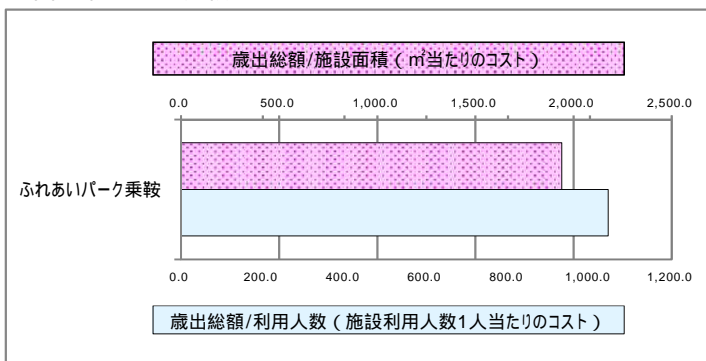 歳出総額/施設面積(㎡当たりのコスト)
0.0 500.0 1,000.0 1,500.0 2,000.0 2,500.0
ふれあいパーク乗鞍
0.0 200.0 400.0 600.0 800.0 1,000.0 1,200.0
歳出総額/利用人数(施設利用人数1人当たりのコスト)